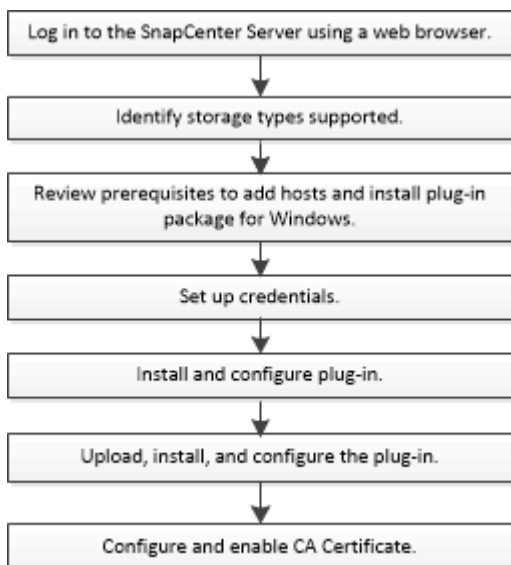 Log in to the SnapCenter Server using a web browser.
Identify storage types supported.
Review prerequisites to add hosts and install plug-in
package for Windows.
Set up credentials.
Install and configure plug-in.
Upload, install, and configure the plug-in.
Configure and enable CA Certificate.